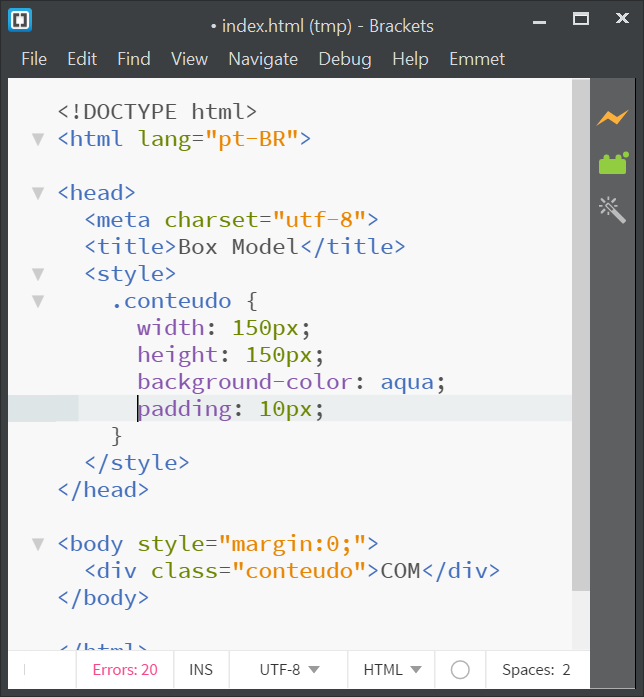 • index.html (tmp) - Brackets
File Edit Find View Navigate Debug Help Emmet
<!DOCTYPE html>
<html lang="pt-BR">
<head>
<meta charset="utf-8">
<title>Box Model</title>
<style>
.conteudo {
width: 150px;
height: 150px;
background-color: aqua;
padding: 10px;
}
</style>
</head>
<body style="margin:0;">
<div class="conteudo">COM</div>
</body>
</html>
Errors: 20 INS UTF-8 HTML Spaces: 2